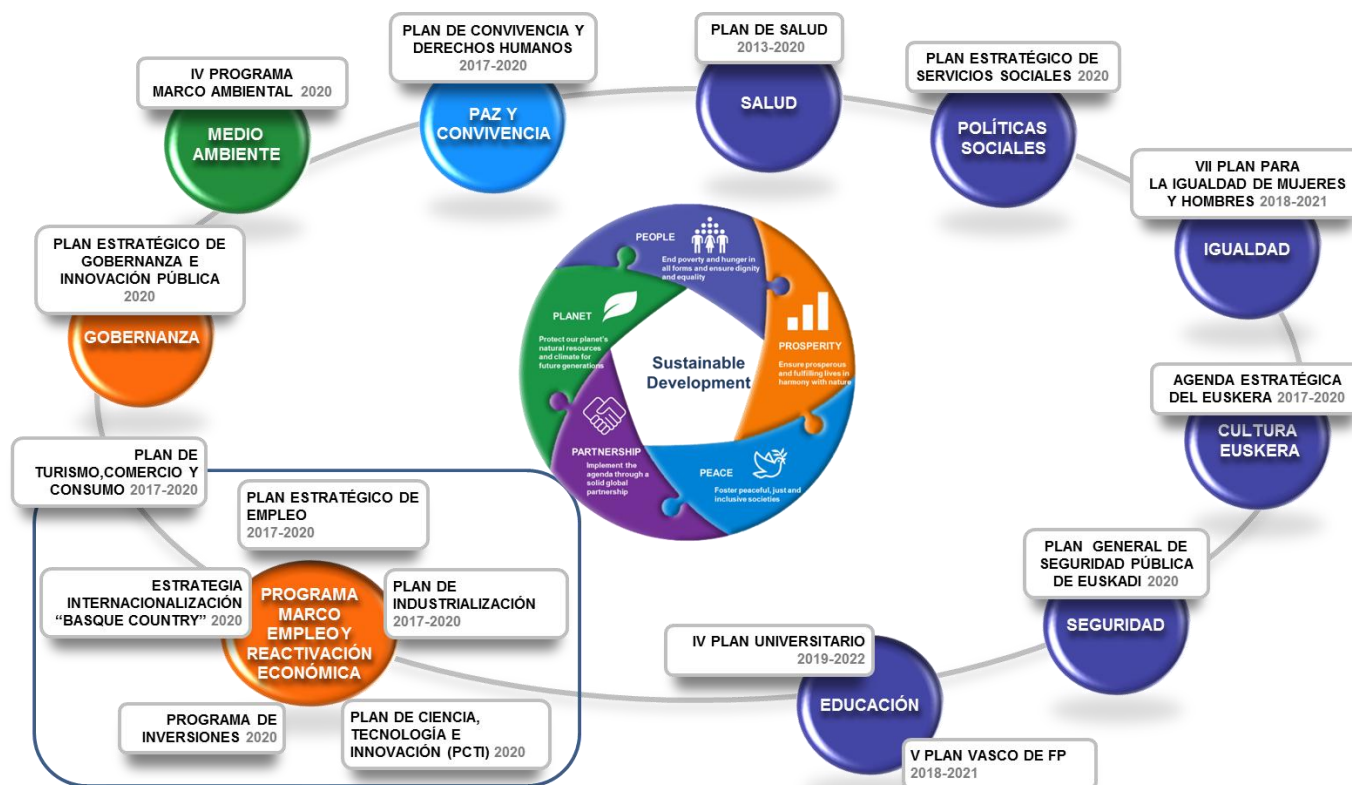 PLAN DE CONVIVENCIA Y
DERECHOS HUMANOS
2017-2020
PAZ Y
CONVIVENCIA
PLAN DE SALUD
2013-2020
SALUD
PLAN ESTRATÉGICO DE
SERVICIOS SOCIALES 2020
POLÍTICAS
SOCIALES
IV PROGRAMA
MARCO AMBIENTAL 2020
MEDIO
AMBIENTE
VII PLAN PARA
LA IGUALDAD DE MUJERES
Y HOMBRES 2018-2021
IGUALDAD
PLAN ESTRATÉGICO DE
GOBERNANZA E
INNOVACIÓN PÚBLICA
2020
GOBERNANZA
PEOPLE
End poverty and hunger in
all forms and ensure dignity
and equality
PLANET
Protect our planet's
natural resources
and climate for
future generations
PROSPERITY
Ensure prosperous
and fulfilling lives in
harmony with nature
Sustainable
Development
PARTNERSHIP
Implement the
agenda through a
solid global
partnership
PEACE
Foster peaceful, just and
inclusive societies
AGENDA ESTRATÉGICA
DEL EUSKERA 2017-2020
CULTURA
EUSKERA
PLAN DE
TURISMO,COMERCIO Y
CONSUMO 2017-2020
PLAN ESTRATÉGICO DE
EMPLEO
2017-2020
ESTRATEGIA
INTERNACIONALIZACIÓN
“BASQUE COUNTRY” 2020
PROGRAMA
MARCO
EMPLEO Y
REACTIVACIÓN
ECONÓMICA
PLAN DE
INDUSTRIALIZACIÓN
2017-2020
PROGRAMA DE
INVERSIONES 2020
PLAN DE CIENCIA,
TECNOLOGÍA E
INNOVACIÓN (PCTI) 2020
PLAN GENERAL DE
SEGURIDAD PÚBLICA
DE EUSKADI 2020
SEGURIDAD
IV PLAN UNIVERSITARIO
2019-2022
EDUCACIÓN
V PLAN VASCO DE FP
2018-2021